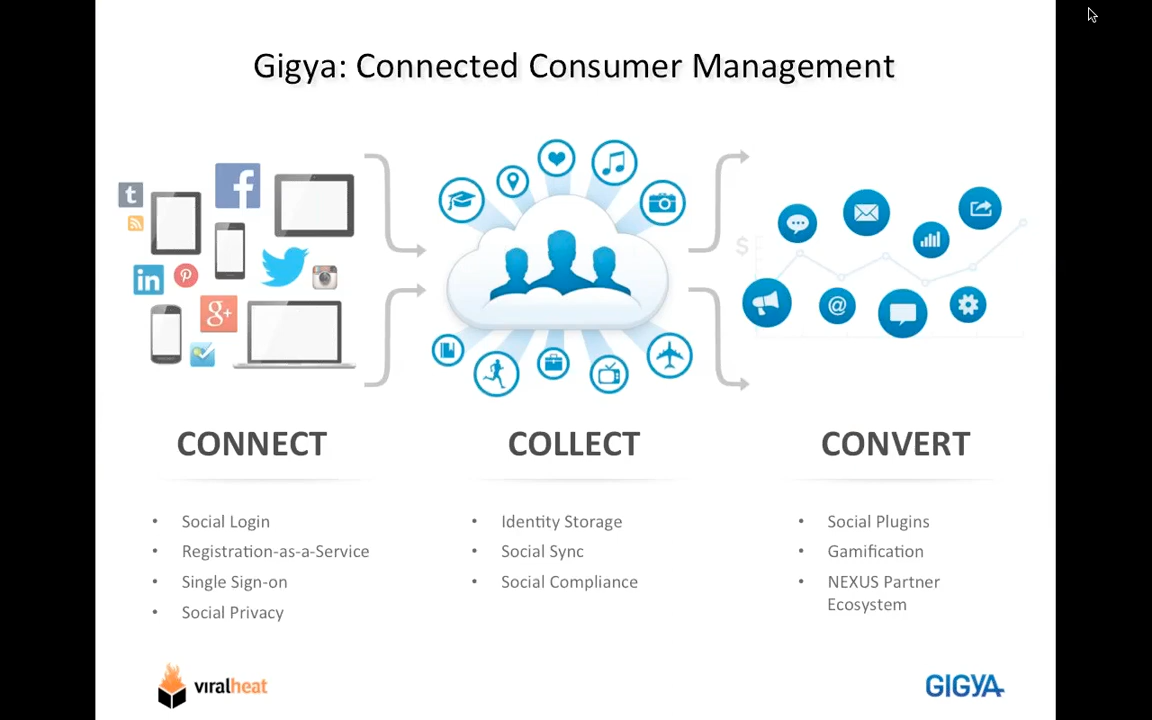 Gigya: Connected Consumer Management
t
f
in
g+
$
@
CONNECT
COLLECT
CONVERT
• Social Login
• Registration-as-a-Service
• Single Sign-on
• Social Privacy
• Identity Storage
• Social Sync
• Social Compliance
• Social Plugins
• Gamification
• NEXUS Partner
Ecosystem
viralheat
GIGYA